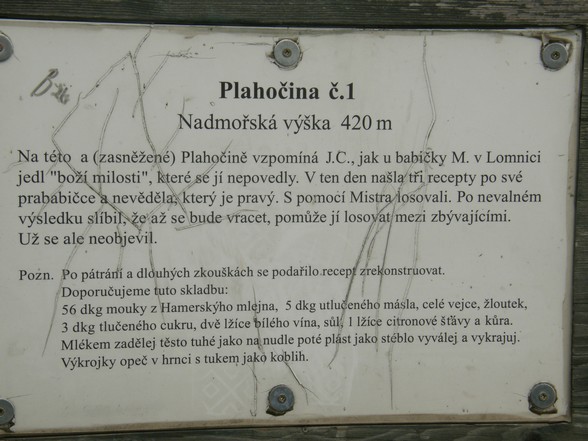 Plahočina č.1
Nadmořská výška 420 m
Na této a (zasněžené) Plahočině vzpomíná J.C., jak u babičky M. v Lomnici
jedl "boží milosti", které se jí nepovedly. V ten den našla tři recepty po své
prababičce a nevěděla, který je pravý. S pomocí Mistra losovali. Po nevalném
výsledku slíbil, že až se bude vracet, pomůže jí losovat mezi zbývajícími.
Už se ale neobjevil.
Pozn. Po pátrání a dlouhých zkouškách se podařilo recept zrekonstruovat.
Doporučujeme tuto skladbu:
56 dkg mouky z Hamerskýho mlejna, 5 dkg utlučeného másla, celé vejce, žloutek,
3 dkg tlučeného cukru, dvě lžíce bílého vína, sůl, 1 lžíce citronové šťávy a kůra.
Mlékem zadělej těsto tuhé jako na nudle poté plást jako stéblo vyválej a vykrajuj.
Výkrojky opeč v hrnci s tukem jako koblih.